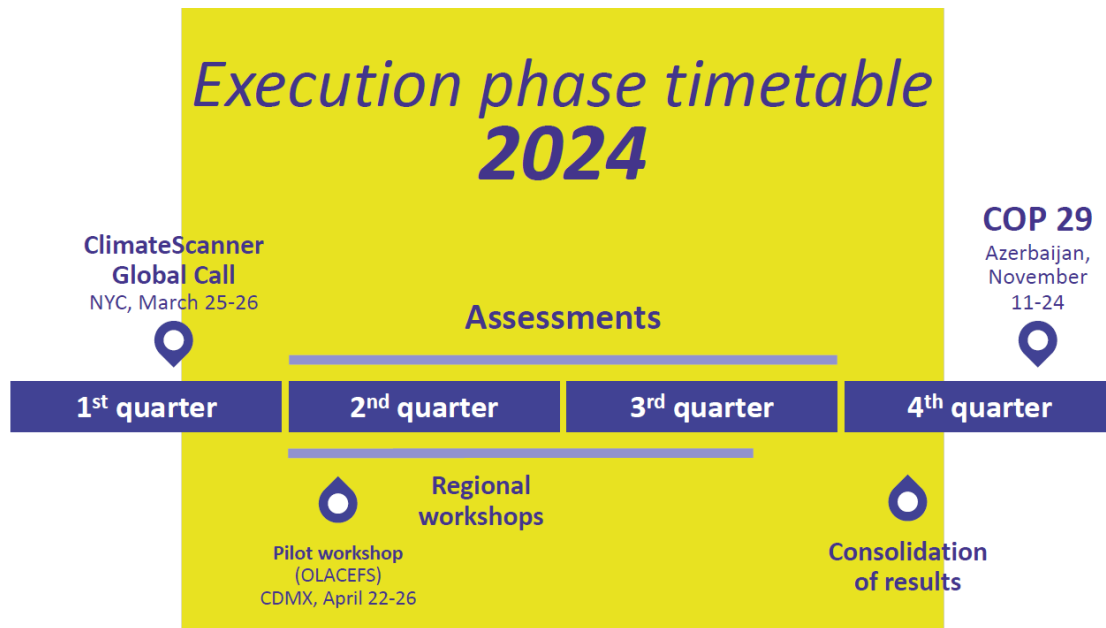 Execution phase timetable
2024
ClimateScanner
Global Call
NYC, March 25-26
COP 29
Azerbaijan,
November
11-24
Assessments
1st quarter
2nd quarter
3rd quarter
4th quarter
Regional
workshops
Pilot workshop
(OLACEFS)
CDMX, April 22-26
Consolidation
of results